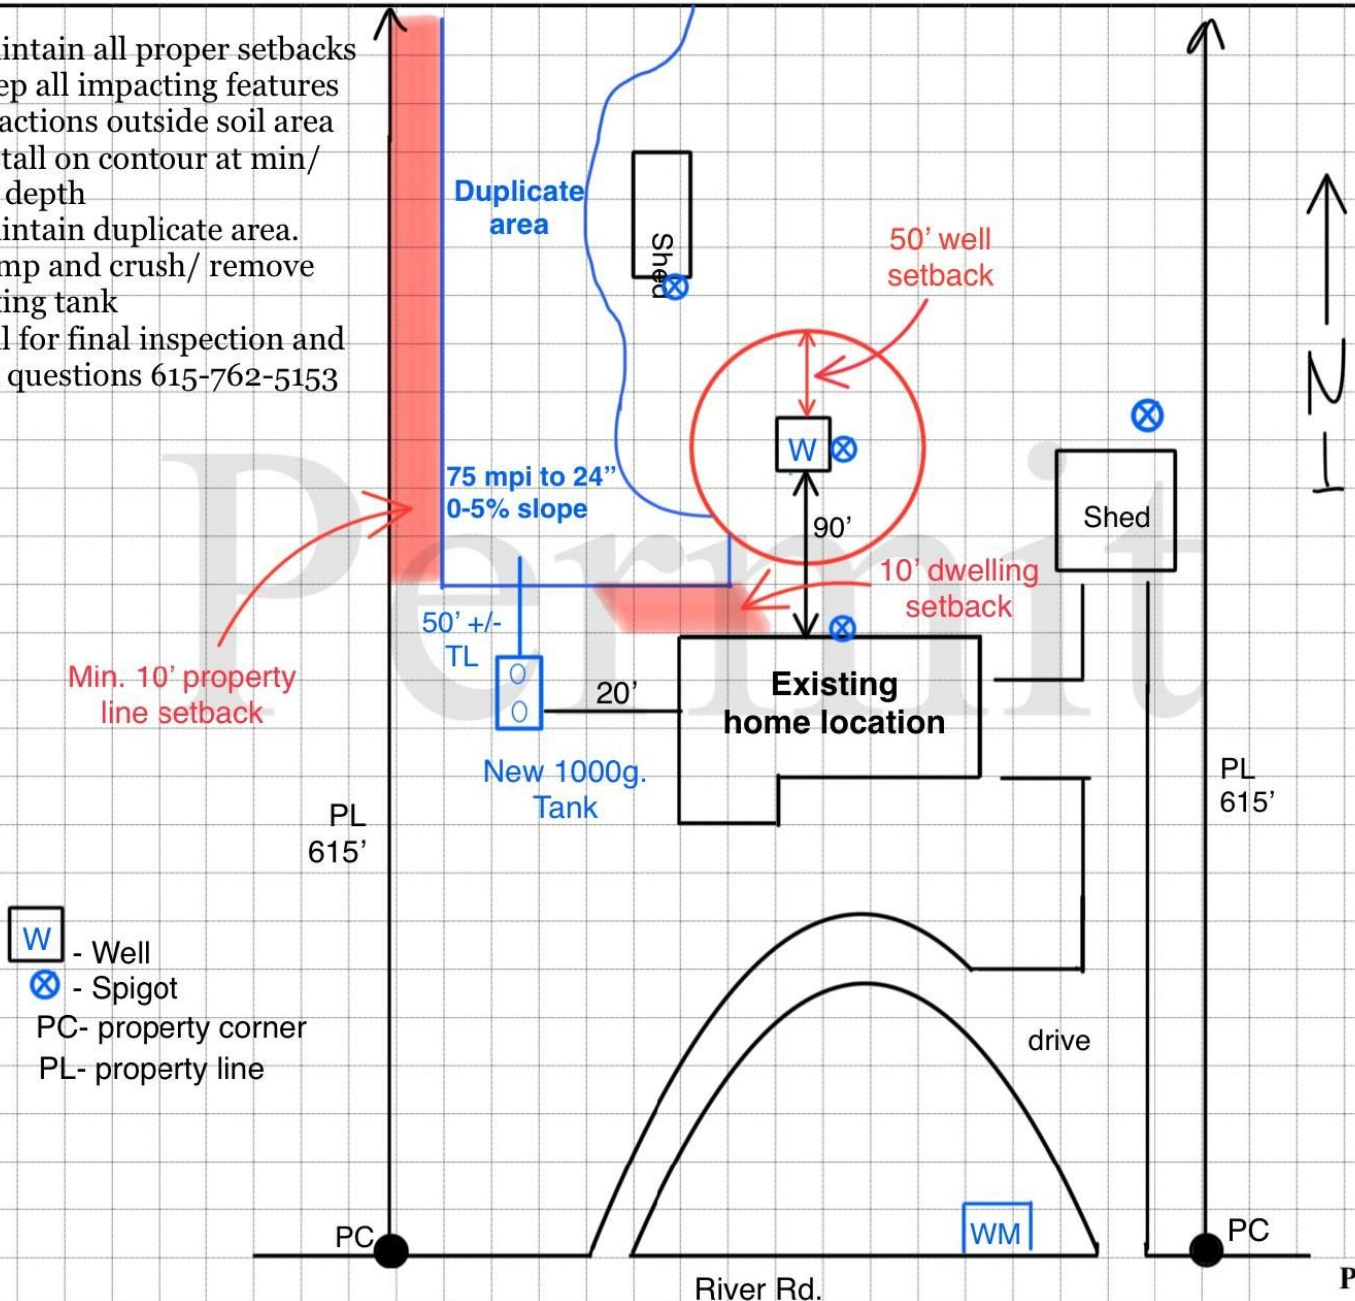 intain all proper setbacks
ep all impacting features
actions outside soil area
tall on contour at min/
depth
intain duplicate area.
mp and crush/ remove
ting tank
l for final inspection and
questions 615-762-5153
Duplicate
area
Shed
50’ well
setback
N
W
75 mpi to 24”
0-5% slope
90’
Shed
Permit
10’ dwelling
setback
50’ +/-
TL
Min. 10’ property
line setback
20’
Existing
home location
New 1000g.
Tank
PL
615’
PL
615’
W - Well
- Spigot
PC- property corner
PL- property line
drive
WM
PC
PC
River Rd.
P